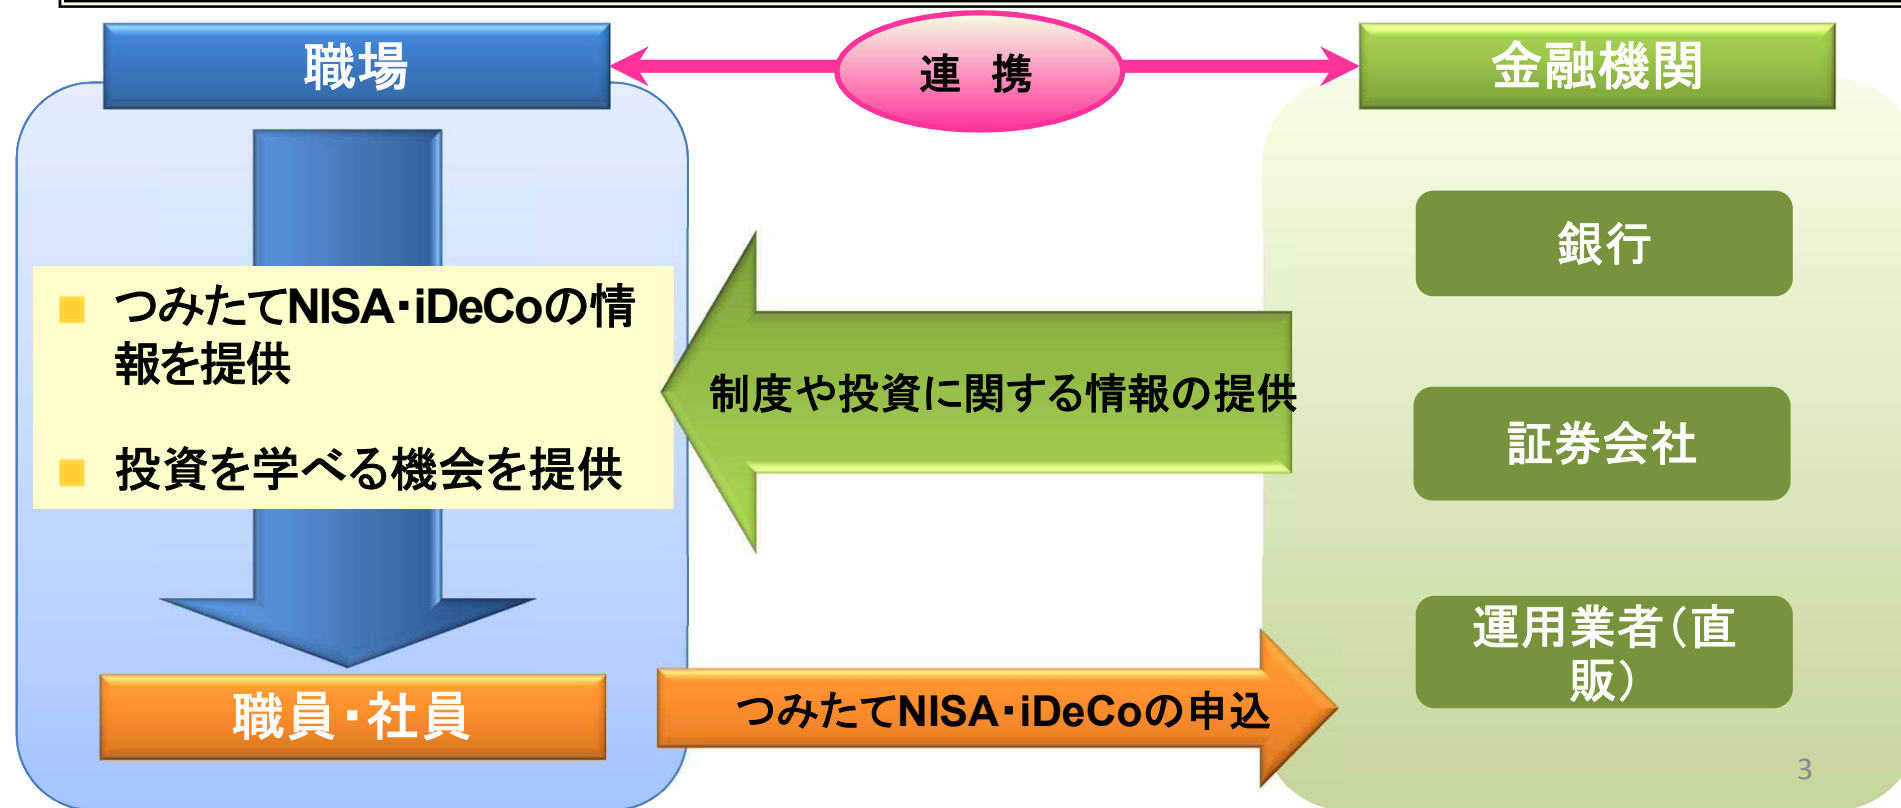 職場
連 携
金融機関
つみたてNISA・iDeCoの情
報を提供
投資を学べる機会を提供
制度や投資に関する情報の提供
銀行
証券会社
運用業者(直
販)
職員・社員
つみたてNISA・iDeCoの申込
3